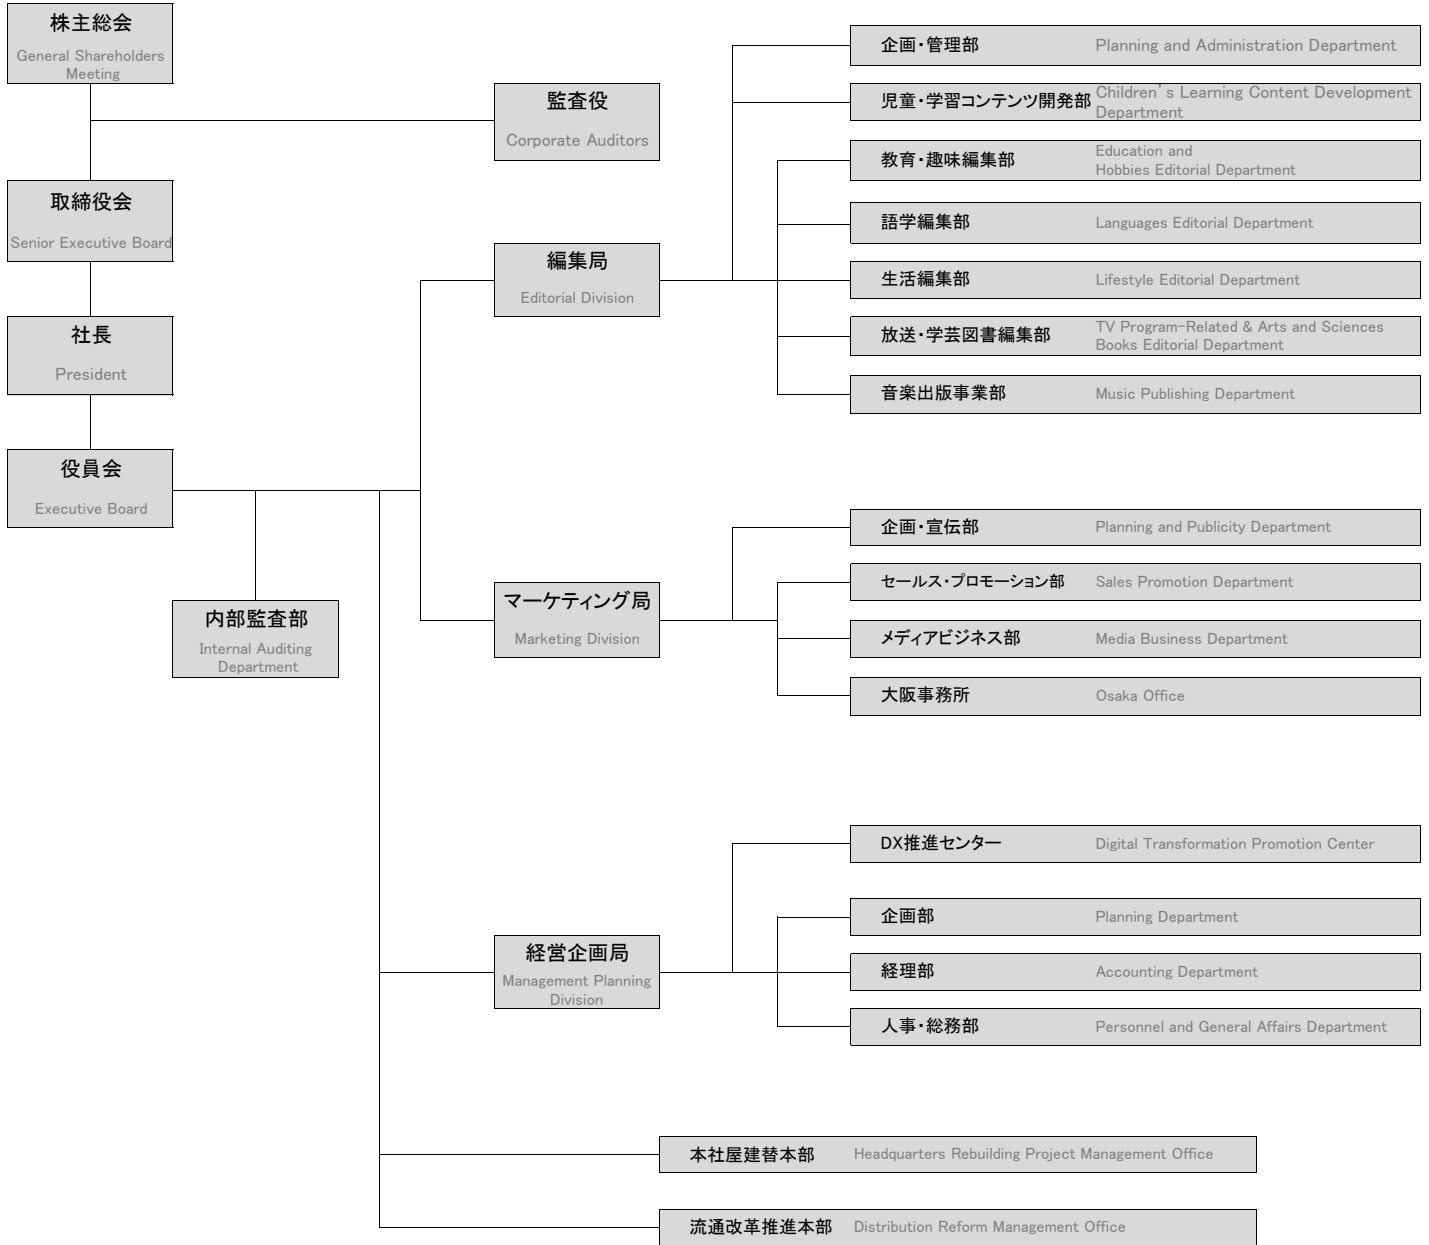 株主総会
General Shareholders
Meeting
監査役
Corporate Auditors
取締役会
Senior Executive Board
社長
President
役員会
Executive Board
内部監査部
Internal Auditing
Department
編集局
Editorial Division
企画・管理部 Planning and Administration Department
児童・学習コンテンツ開発部 Children’s Learning Content Development
Department
教育・趣味編集部 Education and
Hobbies Editorial Department
語学編集部 Languages Editorial Department
生活編集部 Lifestyle Editorial Department
放送・学芸図書編集部 TV Program-Related & Arts and Sciences
Books Editorial Department
音楽出版事業部 Music Publishing Department
マーケティング局
Marketing Division
企画・宣伝部 Planning and Publicity Department
セールス・プロモーション部 Sales Promotion Department
メディアビジネス部 Media Business Department
大阪事務所 Osaka Office
経営企画局
Management Planning
Division
DX推進センター Digital Transformation Promotion Center
企画部 Planning Department
経理部 Accounting Department
人事・総務部 Personnel and General Affairs Department
本社屋建替本部 Headquarters Rebuilding Project Management Office
流通改革推進本部 Distribution Reform Management Office